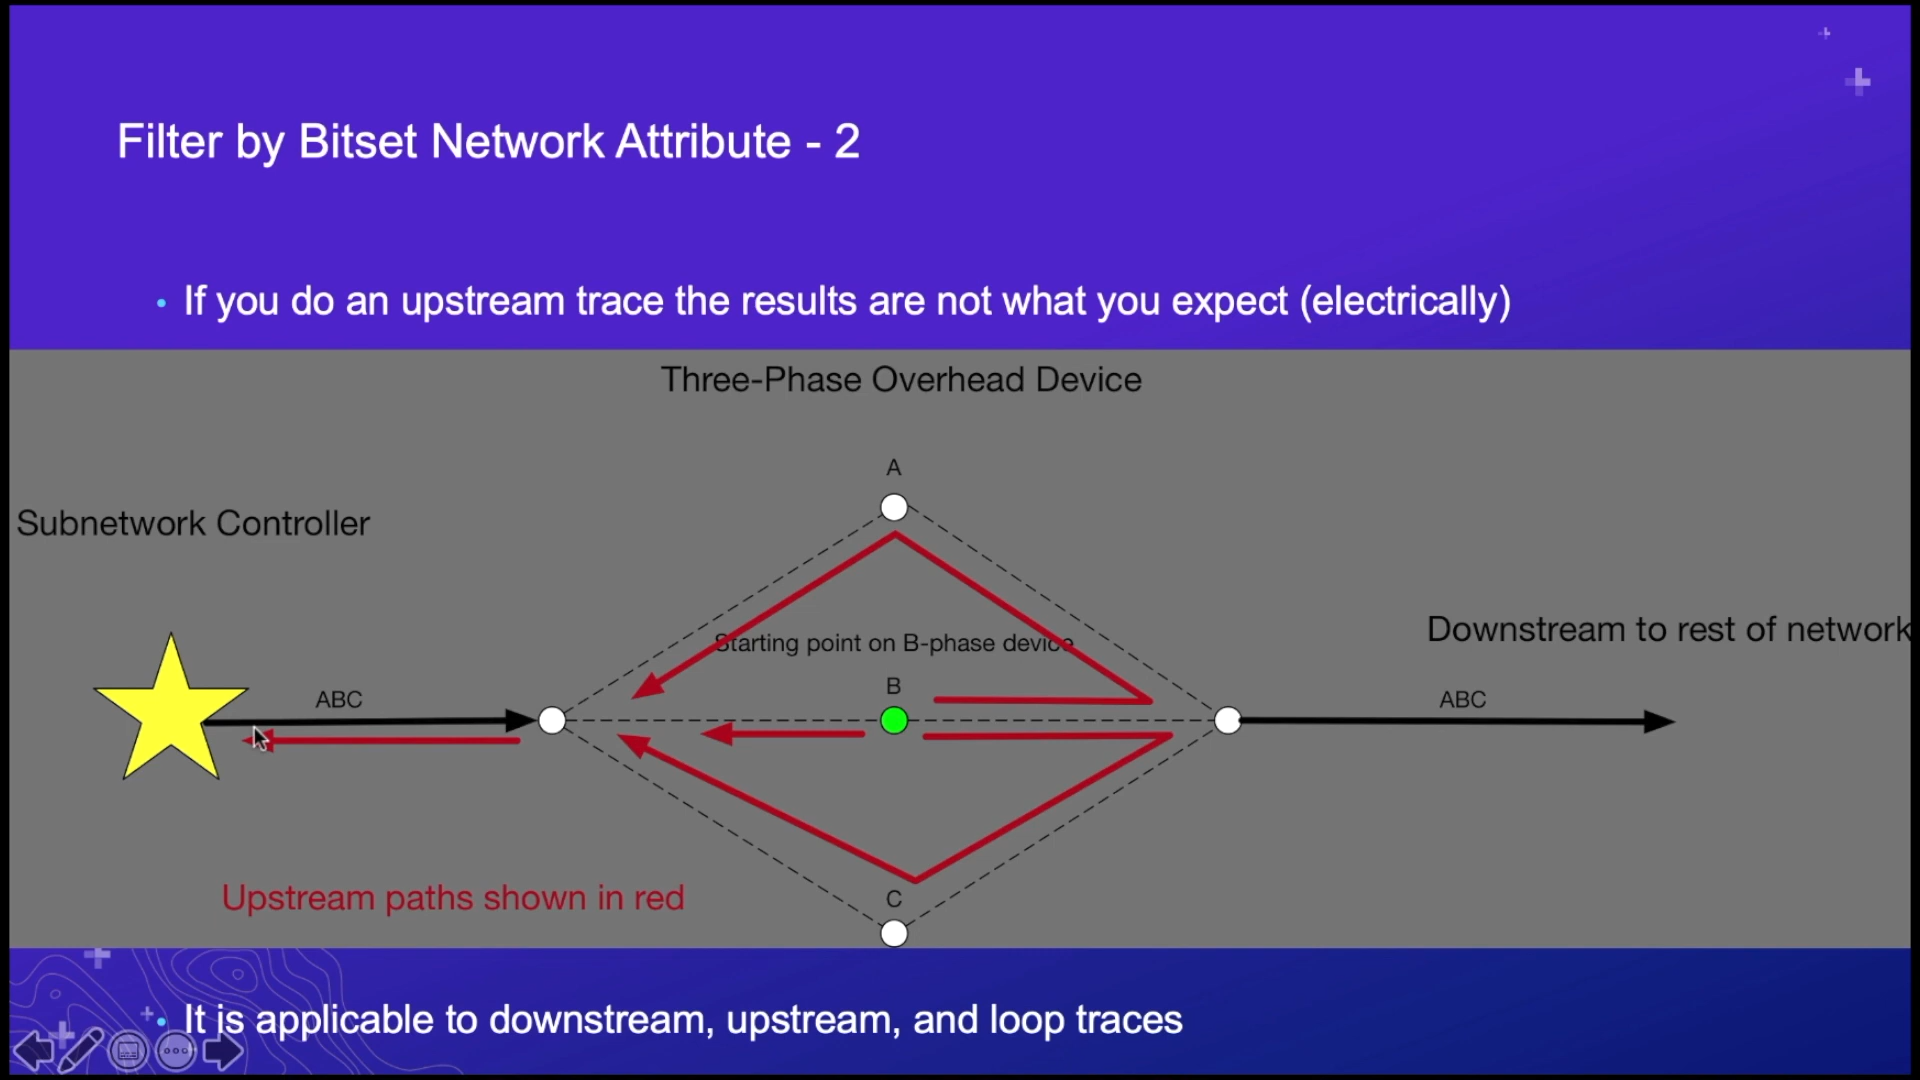 Filter by Bitset Network Attribute - 2
• If you do an upstream trace the results are not what you expect (electrically)
Three-Phase Overhead Device
A
Subnetwork Controller
Downstream to rest of network
Starting point on B-phase device
B
ABC
ABC
Upstream paths shown in red
C
• It is applicable to downstream, upstream, and loop traces